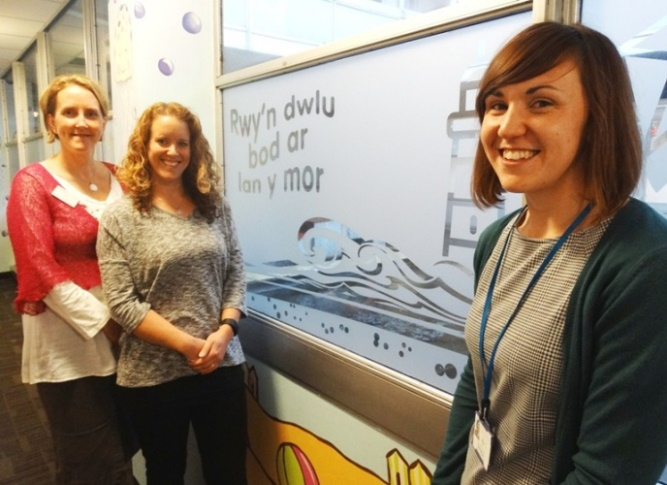 Rwy'n dwlu
bod ar
lan y mor